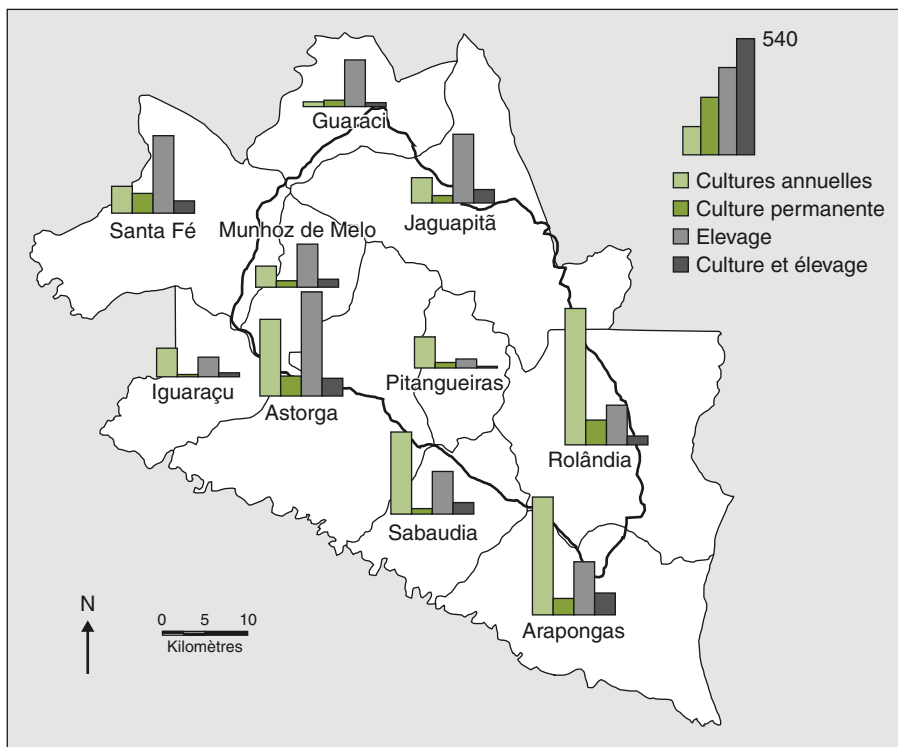 540
Guaraci
Cultures annuelles
Culture permanente
Elevage
Culture et élevage
Santa Fé
Jaguapitã
Munhoz de Melo
Iguaraçu
Astorga
Pitangueiras
Rolândia
Sabaudia
Arapongas
N
0 5 10
Kilomètres